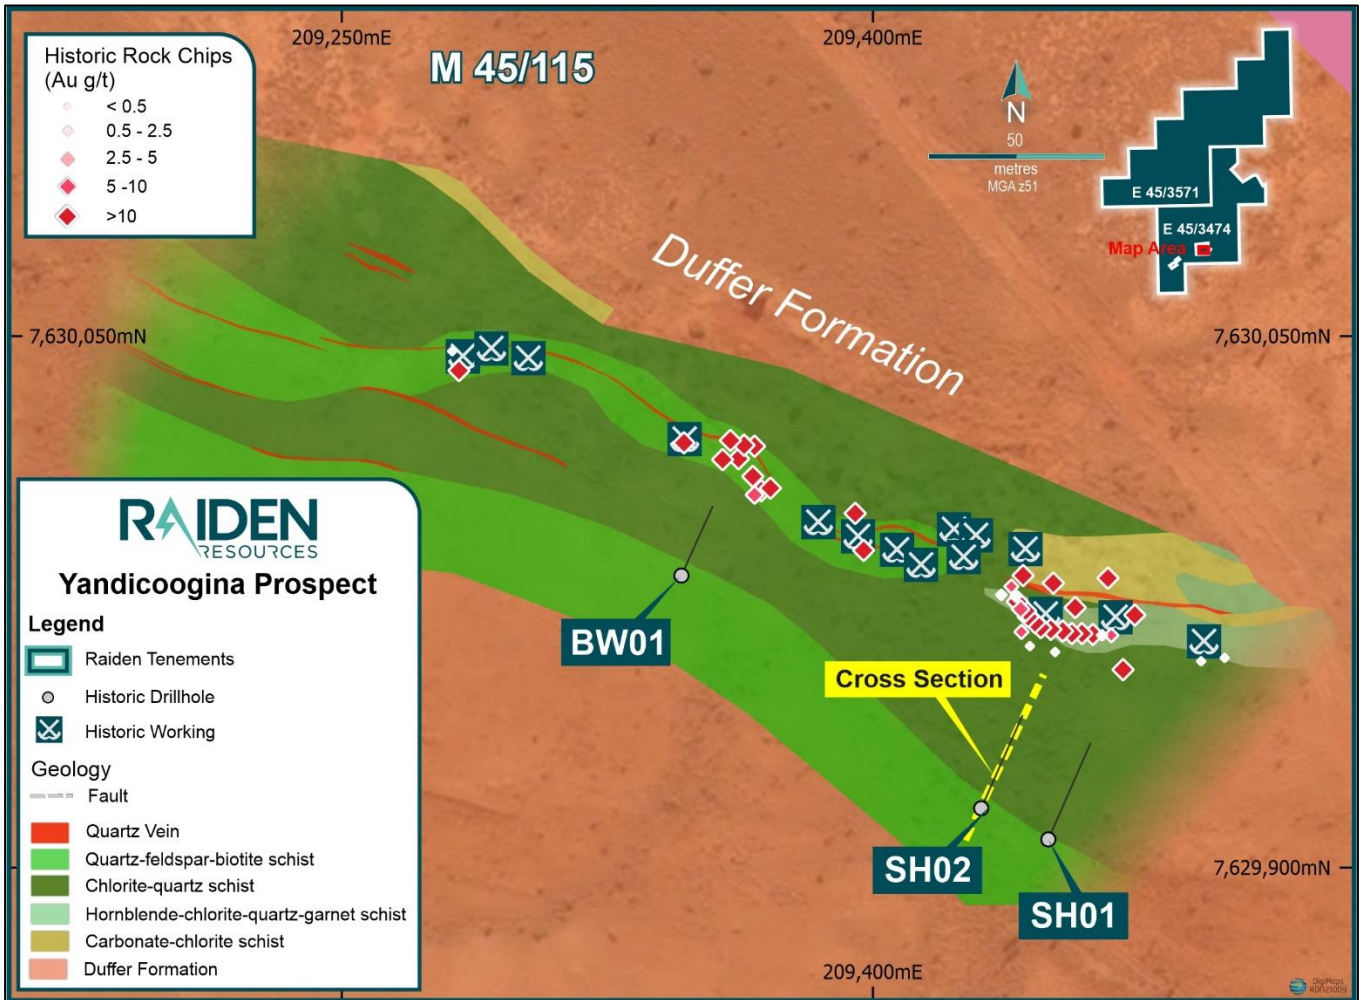 209,250mE
209,400mE
Historic Rock Chips
(Au g/t)
< 0.5
0.5 - 2.5
2.5 - 5
5 -10
>10
M 45/115
N
50
metres
MGA z51
E 45/3571
E 45/3474
Map Area
Duffer Formation
7,630,050mN
7,630,050mN
RAIDEN
RESOURCES
Yandicoogina Prospect
Legend
Raiden Tenements
Historic Drillhole
Historic Working
Geology
Fault
Quartz Vein
Quartz-feldspar-biotite schist
Chlorite-quartz schist
Hornblende-chlorite-quartz-garnet schist
Carbonate-chlorite schist
Duffer Formation
BW01
Cross Section
SH02
SH01
7,629,900mN
209,400mE
DigiMaps
RDN21009